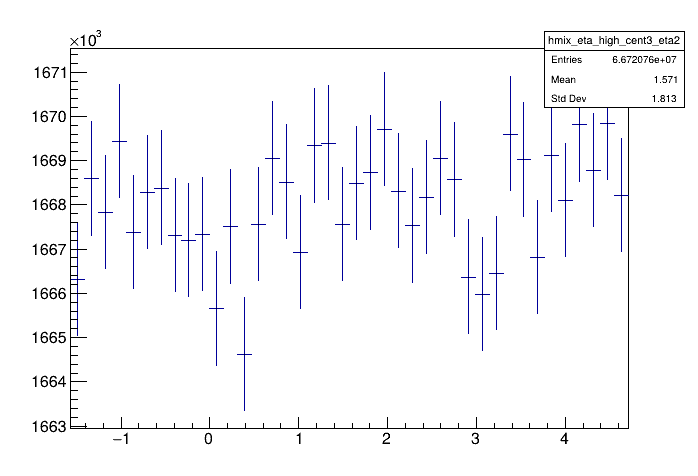 ×10³
hmix_eta_high_cent3_eta2
Entries 6.672076e+07
Mean 1.571
Std Dev 1.813
1671
1670
1669
1668
1667
1666
1665
1664
1663
−1 0 1 2 3 4